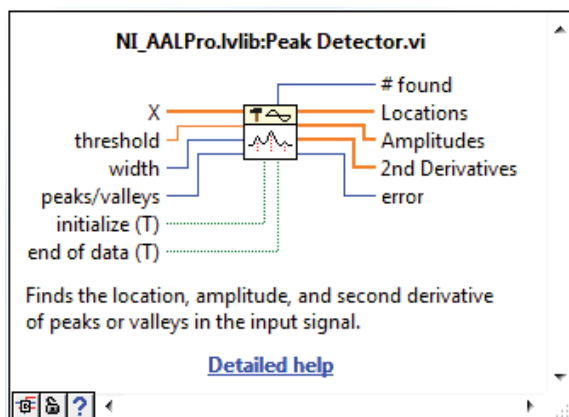 NI_AALPro.lvlib:Peak Detector.vi
# found
X
Locations
threshold
Amplitudes
width
2nd Derivatives
peaks/valleys
error
initialize (T)
end of data (T)
Finds the location, amplitude, and second derivative
of peaks or valleys in the input signal.
Detailed help
?